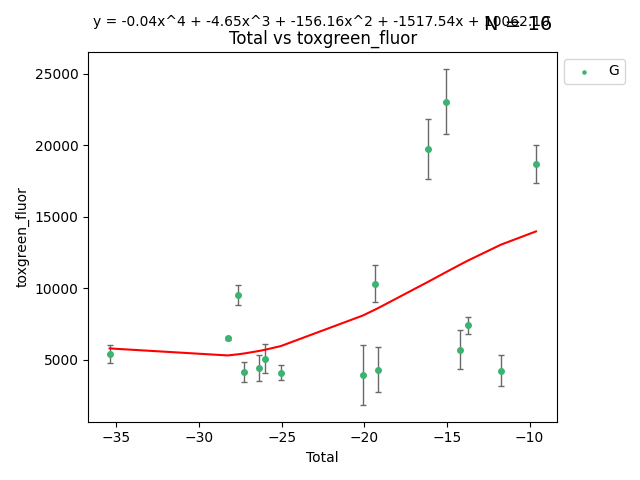 y = -0.04x^4 + -4.65x^3 + -156.16x^2 + -1517.54x +
N = 16
Total vs toxgreen_fluor
G
25000
20000
15000
10000
5000
toxgreen_fluor
−35
−30
−25
−20
−15
−10
Total